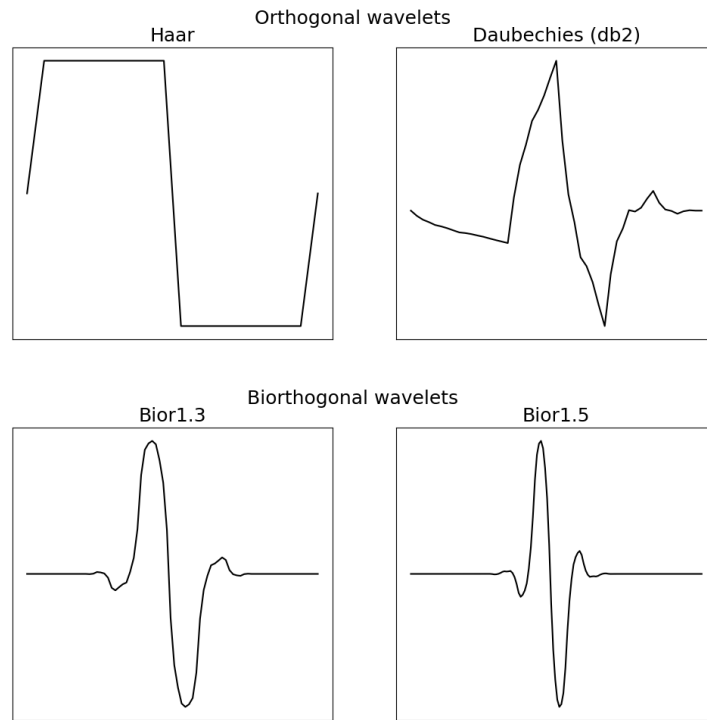 Orthogonal wavelets
Haar
Daubechies (db2)
Biorthogonal wavelets
Bior1.3
Bior1.5